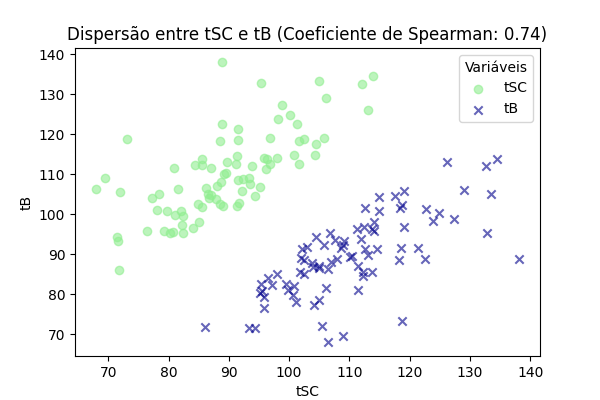 Dispersão entre tSC e tB (Coeficiente de Spearman: 0.74)
140
130
120
110
100
90
80
70
tB
Variáveis
tSC
tB
70 80 90 100 110 120 130 140
tSC